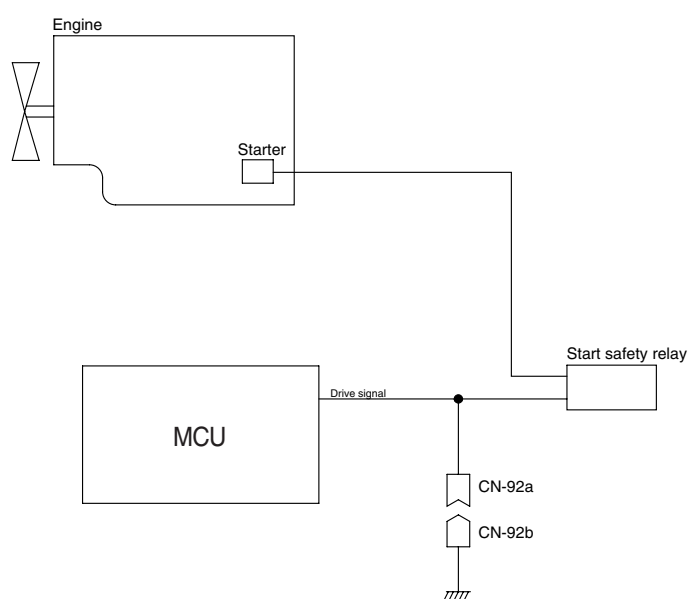 Engine
Starter
Start safety relay
Drive signal
MCU
CN-92a
CN-92b